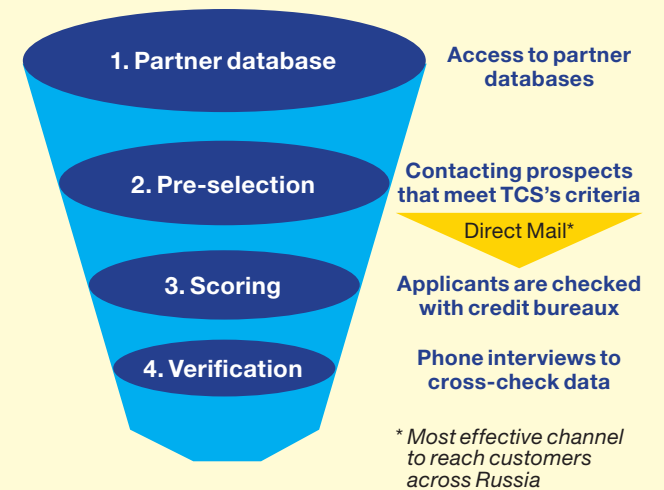 1. Partner database
Access to partner
databases
2. Pre-selection
Contacting prospects
that meet TCS's criteria
Direct Mail*
3. Scoring
Applicants are checked
with credit bureaux
4. Verification
Phone interviews to
cross-check data
* Most effective channel
to reach customers
across Russia